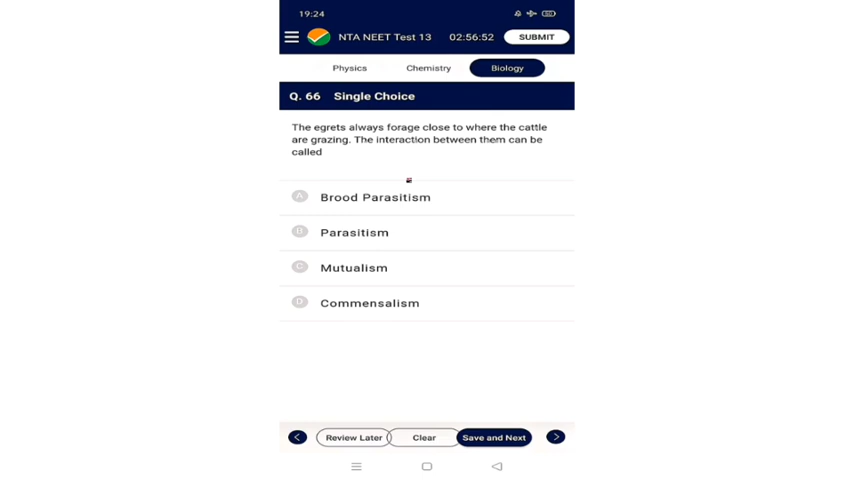 19:24
NTA NEET Test 13 02:56:52 SUBMIT
Physics Chemistry Biology
Q. 66 Single Choice
The egrets always forage close to where the cattle
are grazing. The interaction between them can be
called
A Brood Parasitism
B Parasitism
C Mutualism
D Commensalism
Review Later Clear Save and Next